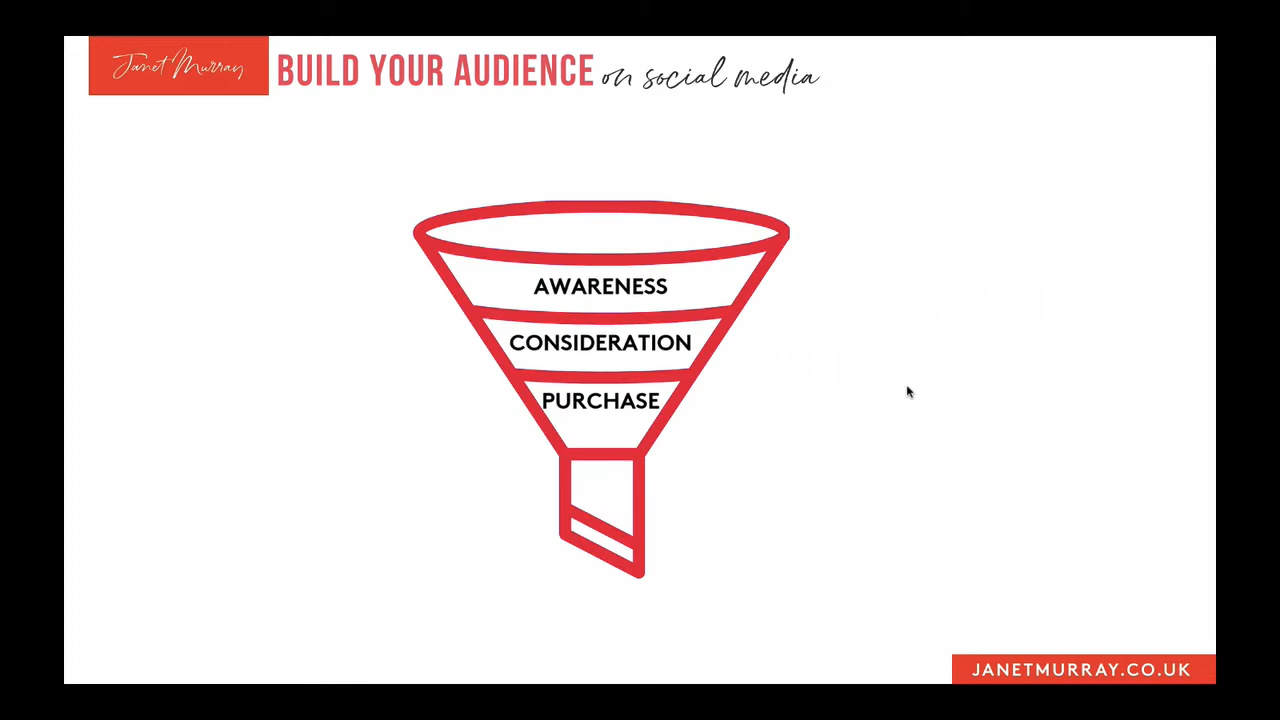 Janet Murray BUILD YOUR AUDIENCE on social media
AWARENESS
CONSIDERATION
PURCHASE
JANETMURRAY.CO.UK